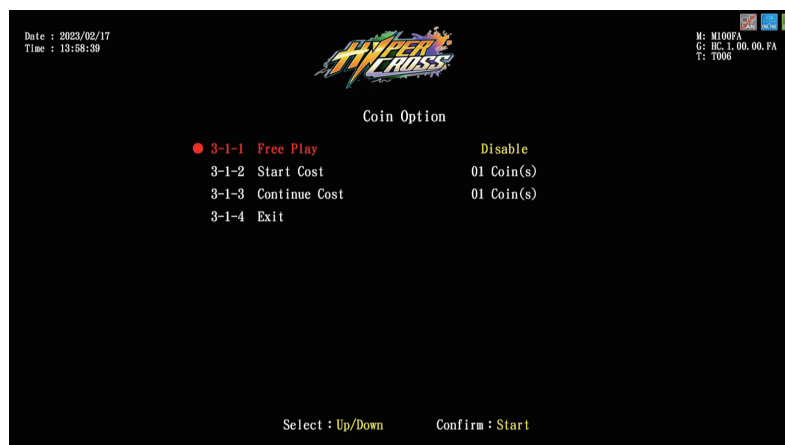 Date : 2023/02/17
Time : 13:58:39
HYPER
CROSS
M: M100FA
G: HC.1.00.00.FA
T: T006
Coin Option
3-1-1 Free Play Disable
3-1-2 Start Cost 01 Coin(s)
3-1-3 Continue Cost 01 Coin(s)
3-1-4 Exit
Select：Up/Down Confirm：Start